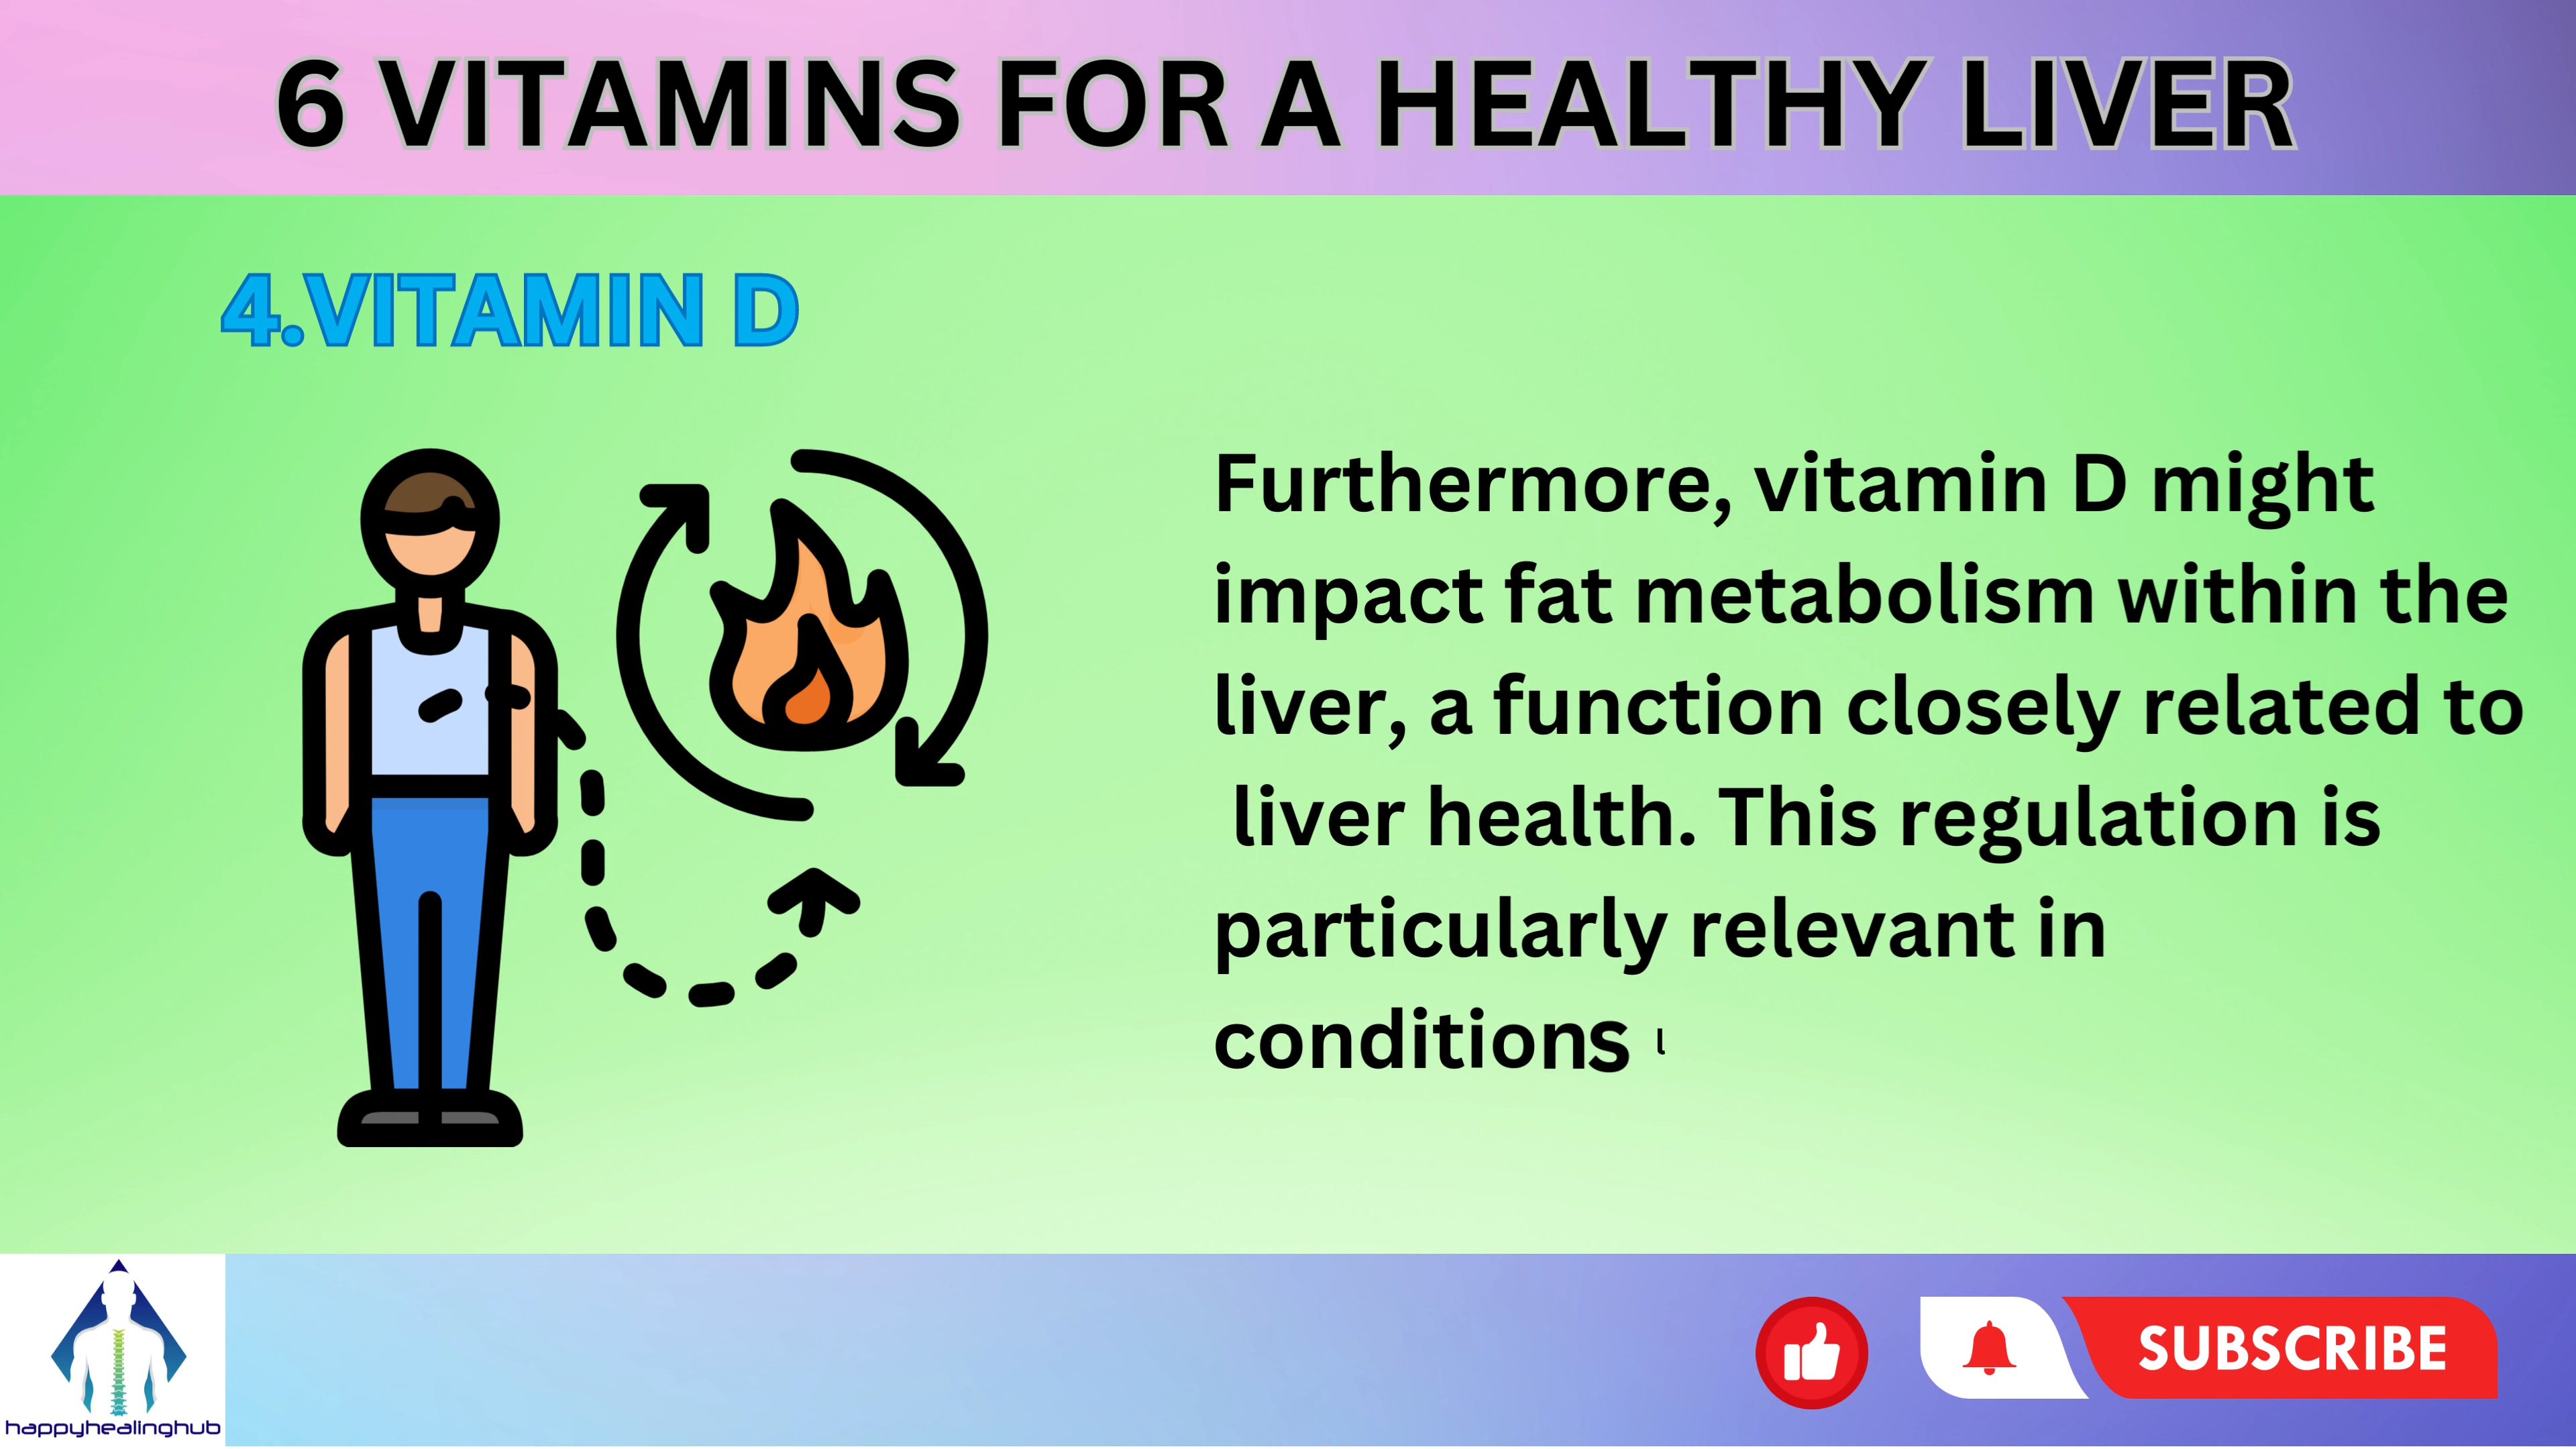 6 VITAMINS FOR A HEALTHY LIVER
4.VITAMIN D
Furthermore, vitamin D might
impact fat metabolism within the
liver, a function closely related to
liver health. This regulation is
particularly relevant in
conditions l
happyhealinghub
SUBSCRIBE